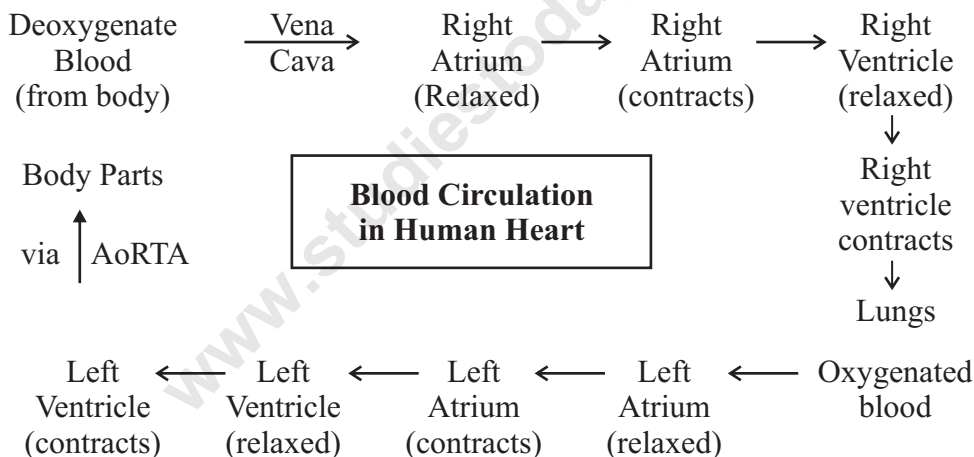 Deoxygenate
Blood
(from body)
Vena
Cava
Right
Atrium
(Relaxed)
Right
Atrium
(contracts)
Right
Ventricle
(relaxed)
Right
ventricle
contracts
Lungs
Oxygenated
blood
Left
Atrium
(relaxed)
Left
Atrium
(contracts)
Left
Ventricle
(relaxed)
Left
Ventricle
(contracts)
via AoRTA
Body Parts
Blood Circulation
in Human Heart
www.studiestoda